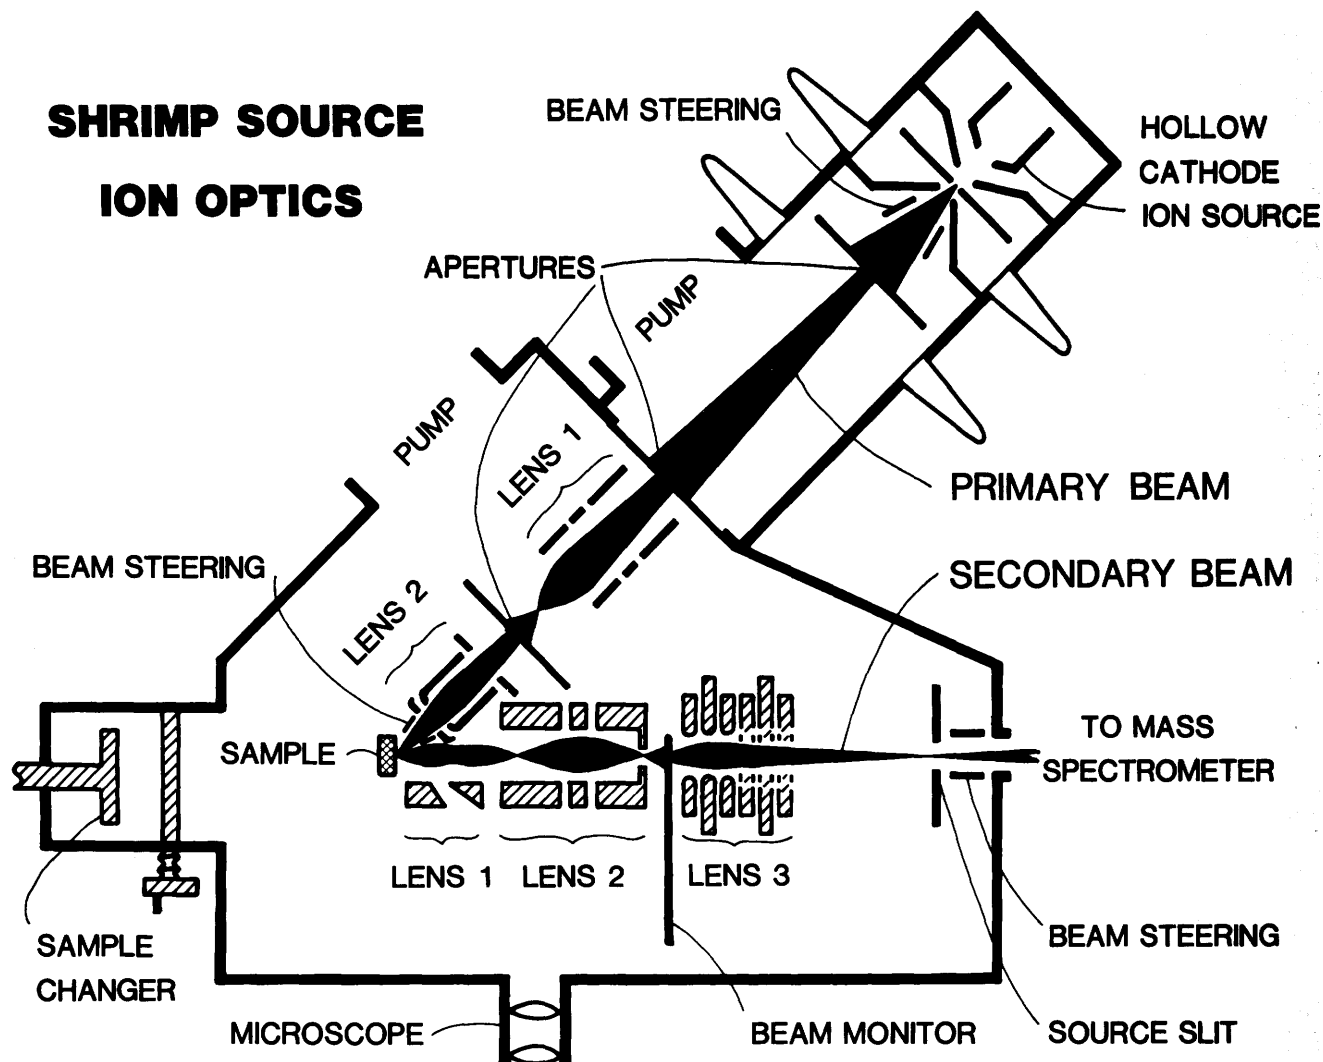 SHRIMP SOURCE
ION OPTICS
BEAM STEERING
HOLLOW
CATHODE
ION SOURCE
APERTURES
PUMP
PUMP
LENS 1
PRIMARY BEAM
BEAM STEERING
SECONDARY BEAM
LENS 2
SAMPLE
TO MASS
SPECTROMETER
LENS 1
LENS 2
LENS 3
SAMPLE
CHANGER
BEAM STEERING
MICROSCOPE
BEAM MONITOR
SOURCE SLIT